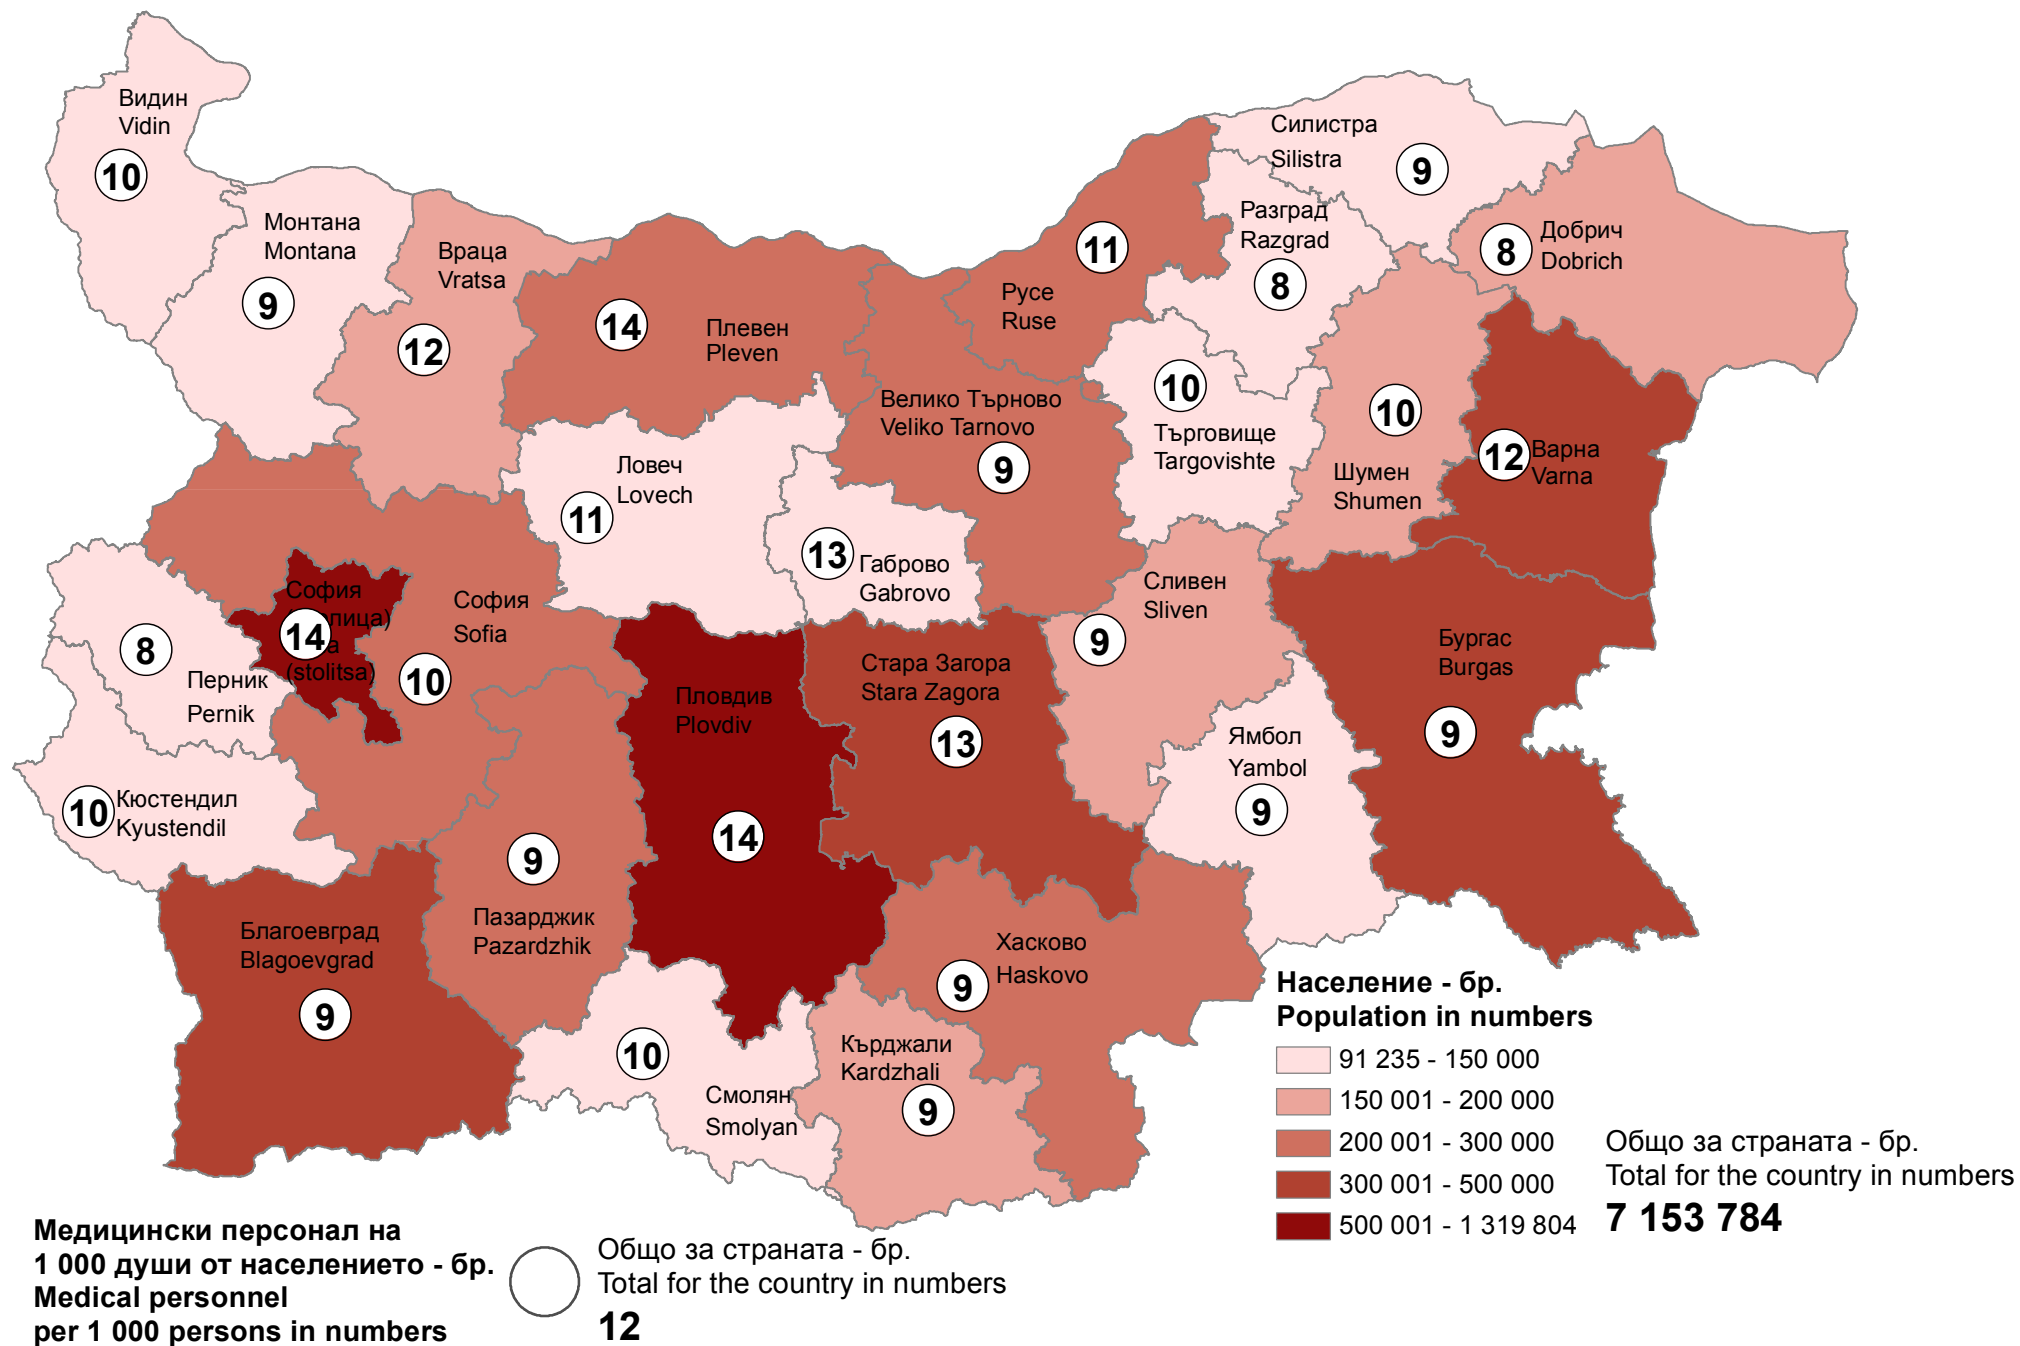 Видин
Vidin
10
Монтана
Montana
9
Враца
Vratsa
12
14
Плевен
Pleven
11
Русе
Ruse
Силистра
Silistra
9
Разград
Razgrad
8
8
Добрич
Dobrich
Велико Търново
Veliko Tarnovo
9
10
Търговище
Targovishte
10
Шумен
Shumen
12
Варна
Varna
Ловеч
Lovech
11
13
Габрово
Gabrovo
София
14
(stolitsa)
София
Sofia
10
8
Перник
Pernik
10
Кюстендил
Kyustendil
Пловдив
Plovdiv
14
Стара Загора
Stara Zagora
13
Сливен
Sliven
9
Бургас
Burgas
9
Ямбол
Yambol
9
Благоевград
Blagoevgrad
9
9
Пазарджик
Pazardzhik
10
Смолян
Smolyan
Хасково
Haskovo
9
Кърджали
Kardzhali
9
Население - бр.
Population in numbers
91 235 - 150 000
150 001 - 200 000
200 001 - 300 000
300 001 - 500 000
500 001 - 1 319 804
Общо за страната - бр.
Total for the country in numbers
7 153 784
Медицински персонал на
1 000 души от населението - бр.
Medical personnel
per 1 000 persons in numbers
Общо за страната - бр.
Total for the country in numbers
12